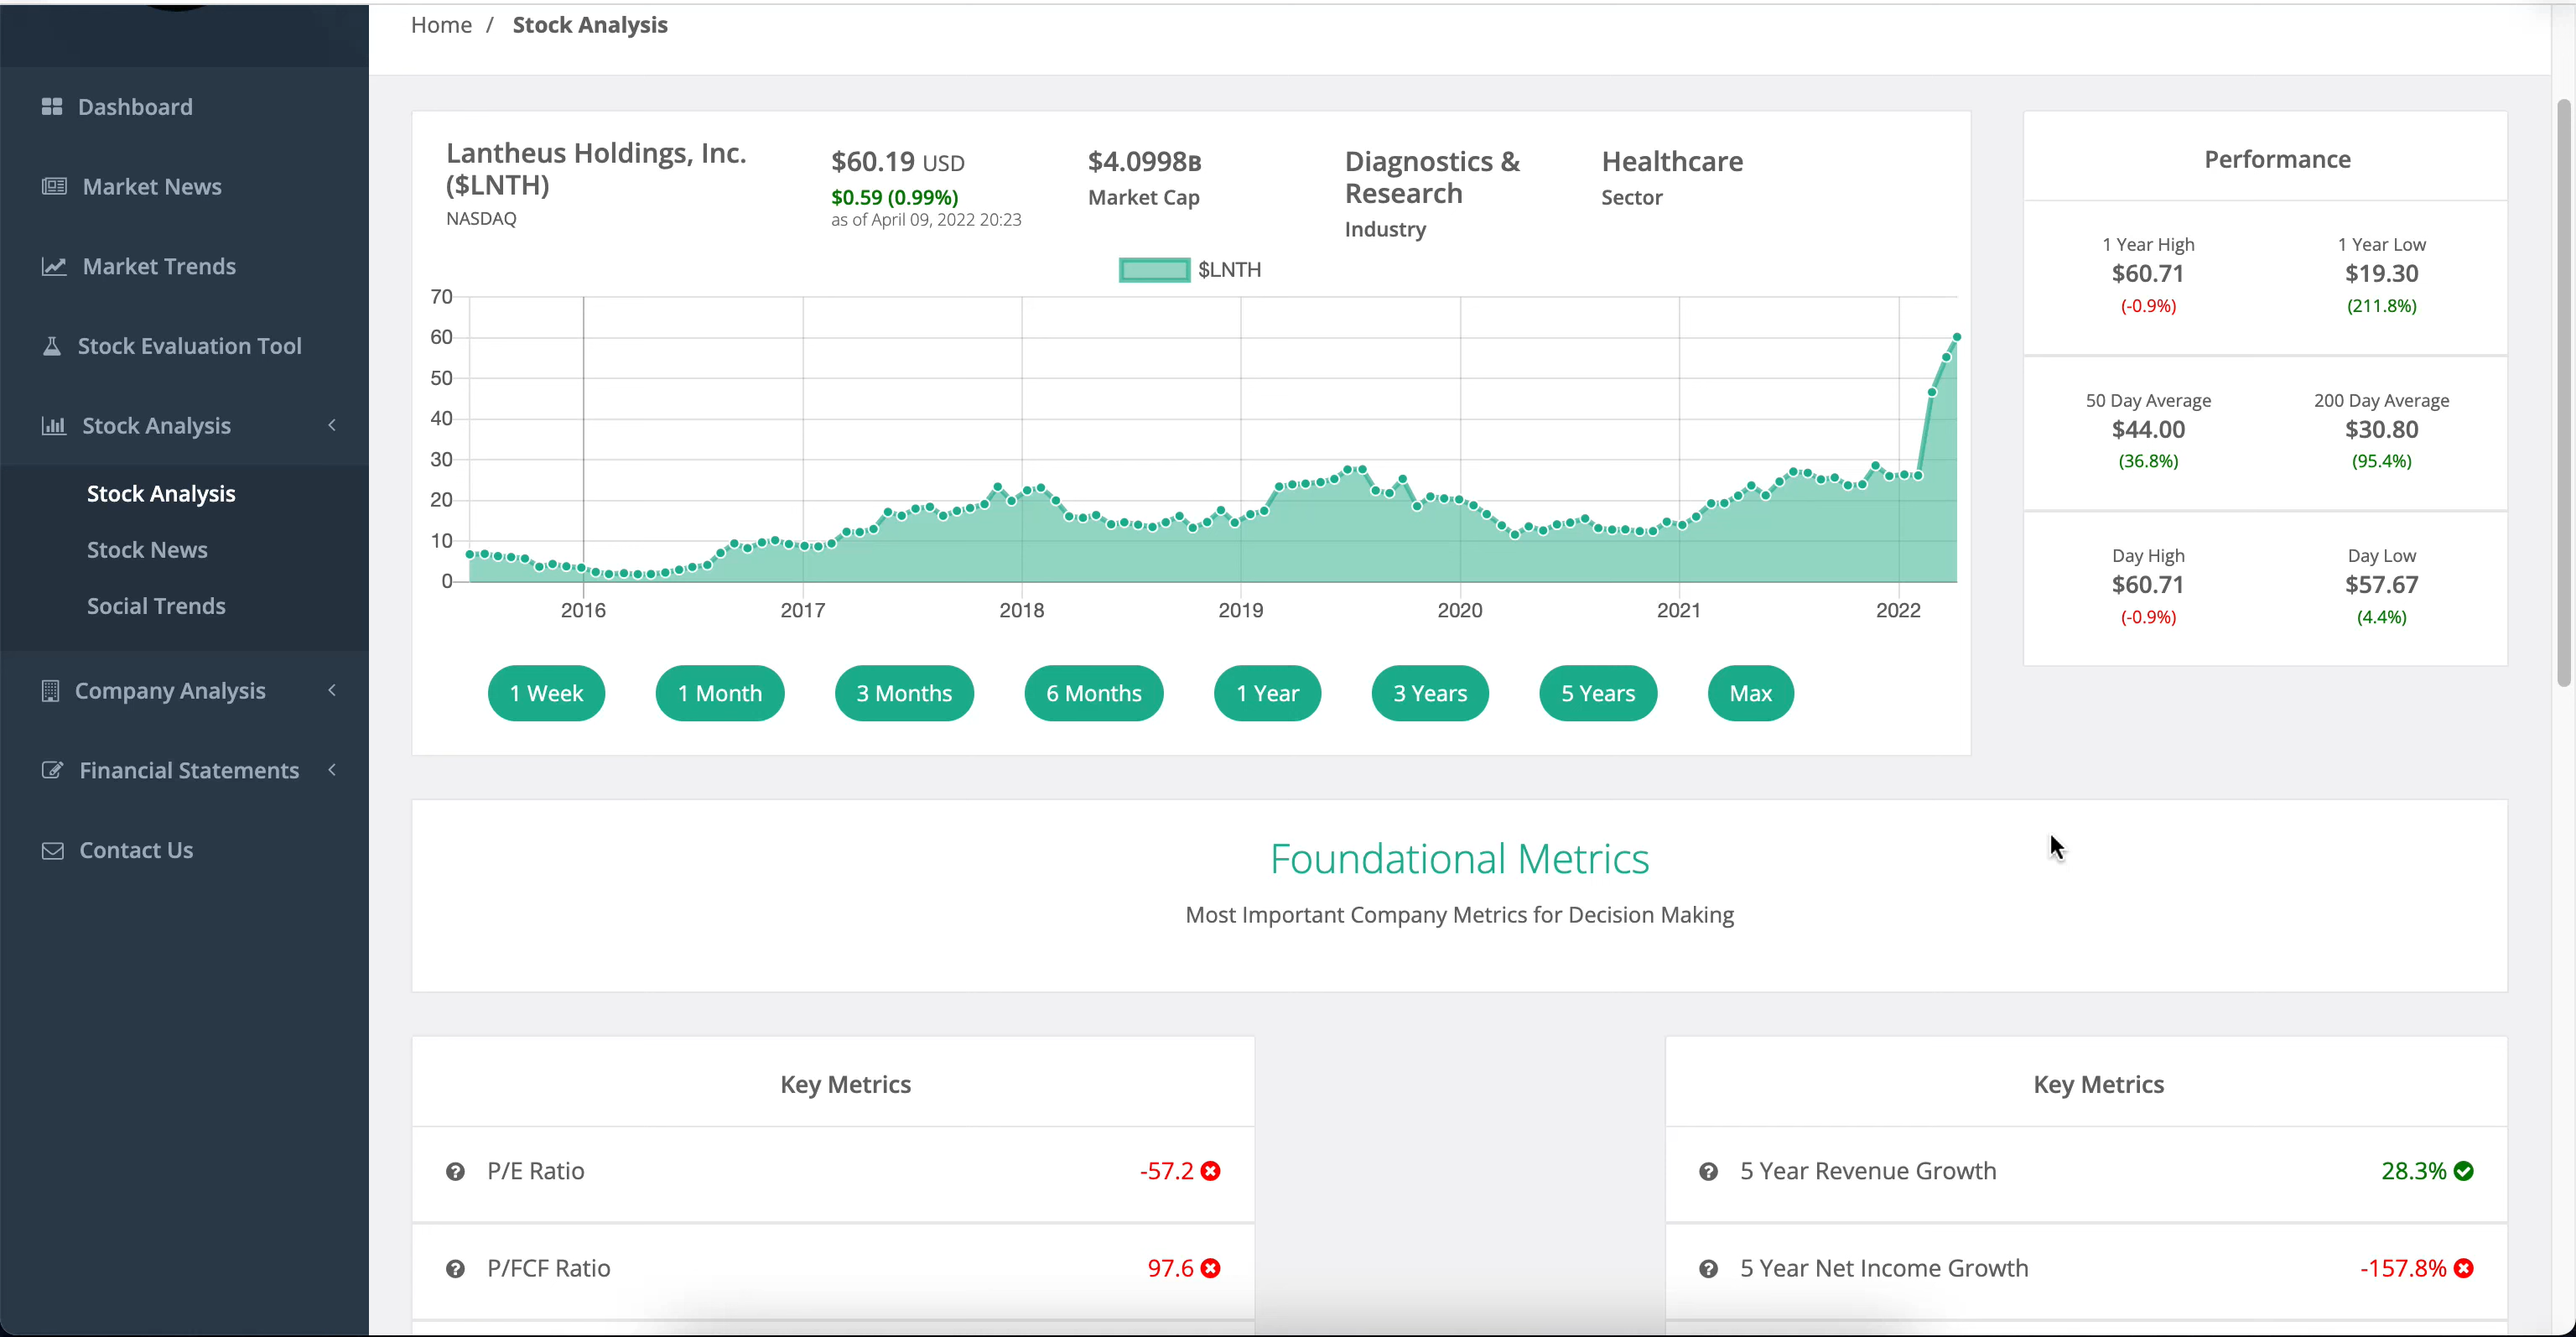 Home / Stock Analysis
Dashboard
Market News
Market Trends
Stock Evaluation Tool
Stock Analysis
Stock Analysis
Stock News
Social Trends
Company Analysis
Financial Statements
Contact Us
Lantheus Holdings, Inc.
($LNTH)
NASDAQ
$60.19 USD
$0.59 (0.99%)
as of April 09, 2022 20:23
$4.0998B
Market Cap
Diagnostics &
Research
Industry
Healthcare
Sector
$LNTH
70
60
50
40
30
20
10
0
2016 2017 2018 2019 2020 2021 2022
1 Week 1 Month 3 Months 6 Months 1 Year 3 Years 5 Years Max
Performance
1 Year High
$60.71
(-0.9%)
1 Year Low
$19.30
(211.8%)
50 Day Average
$44.00
(36.8%)
200 Day Average
$30.80
(95.4%)
Day High
$60.71
(-0.9%)
Day Low
$57.67
(4.4%)
Foundational Metrics
Most Important Company Metrics for Decision Making
Key Metrics
P/E Ratio -57.2
P/FCF Ratio 97.6
Key Metrics
5 Year Revenue Growth 28.3%
5 Year Net Income Growth -157.8%